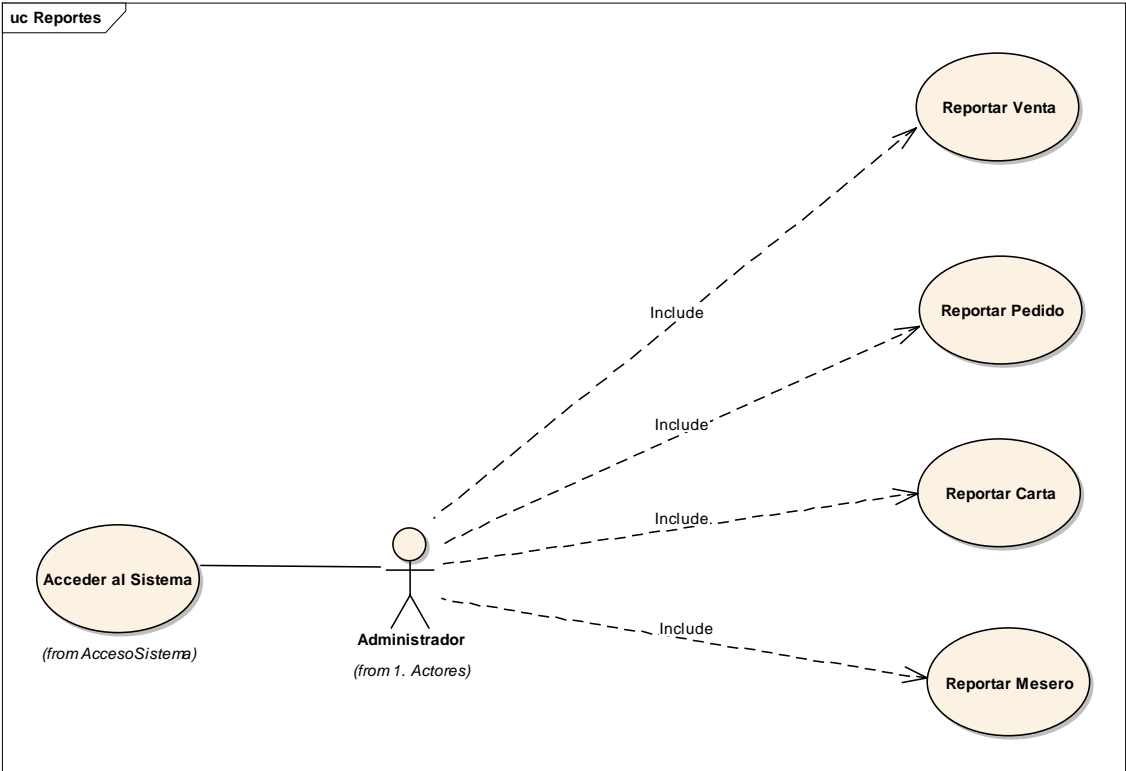 uc Reportes
Reportar Venta
Include
Reportar Pedido
Include
Reportar Carta
Include
Acceder al Sistema
(from AccesoSistema)
Administrador
(from 1. Actores)
Include
Reportar Mesero